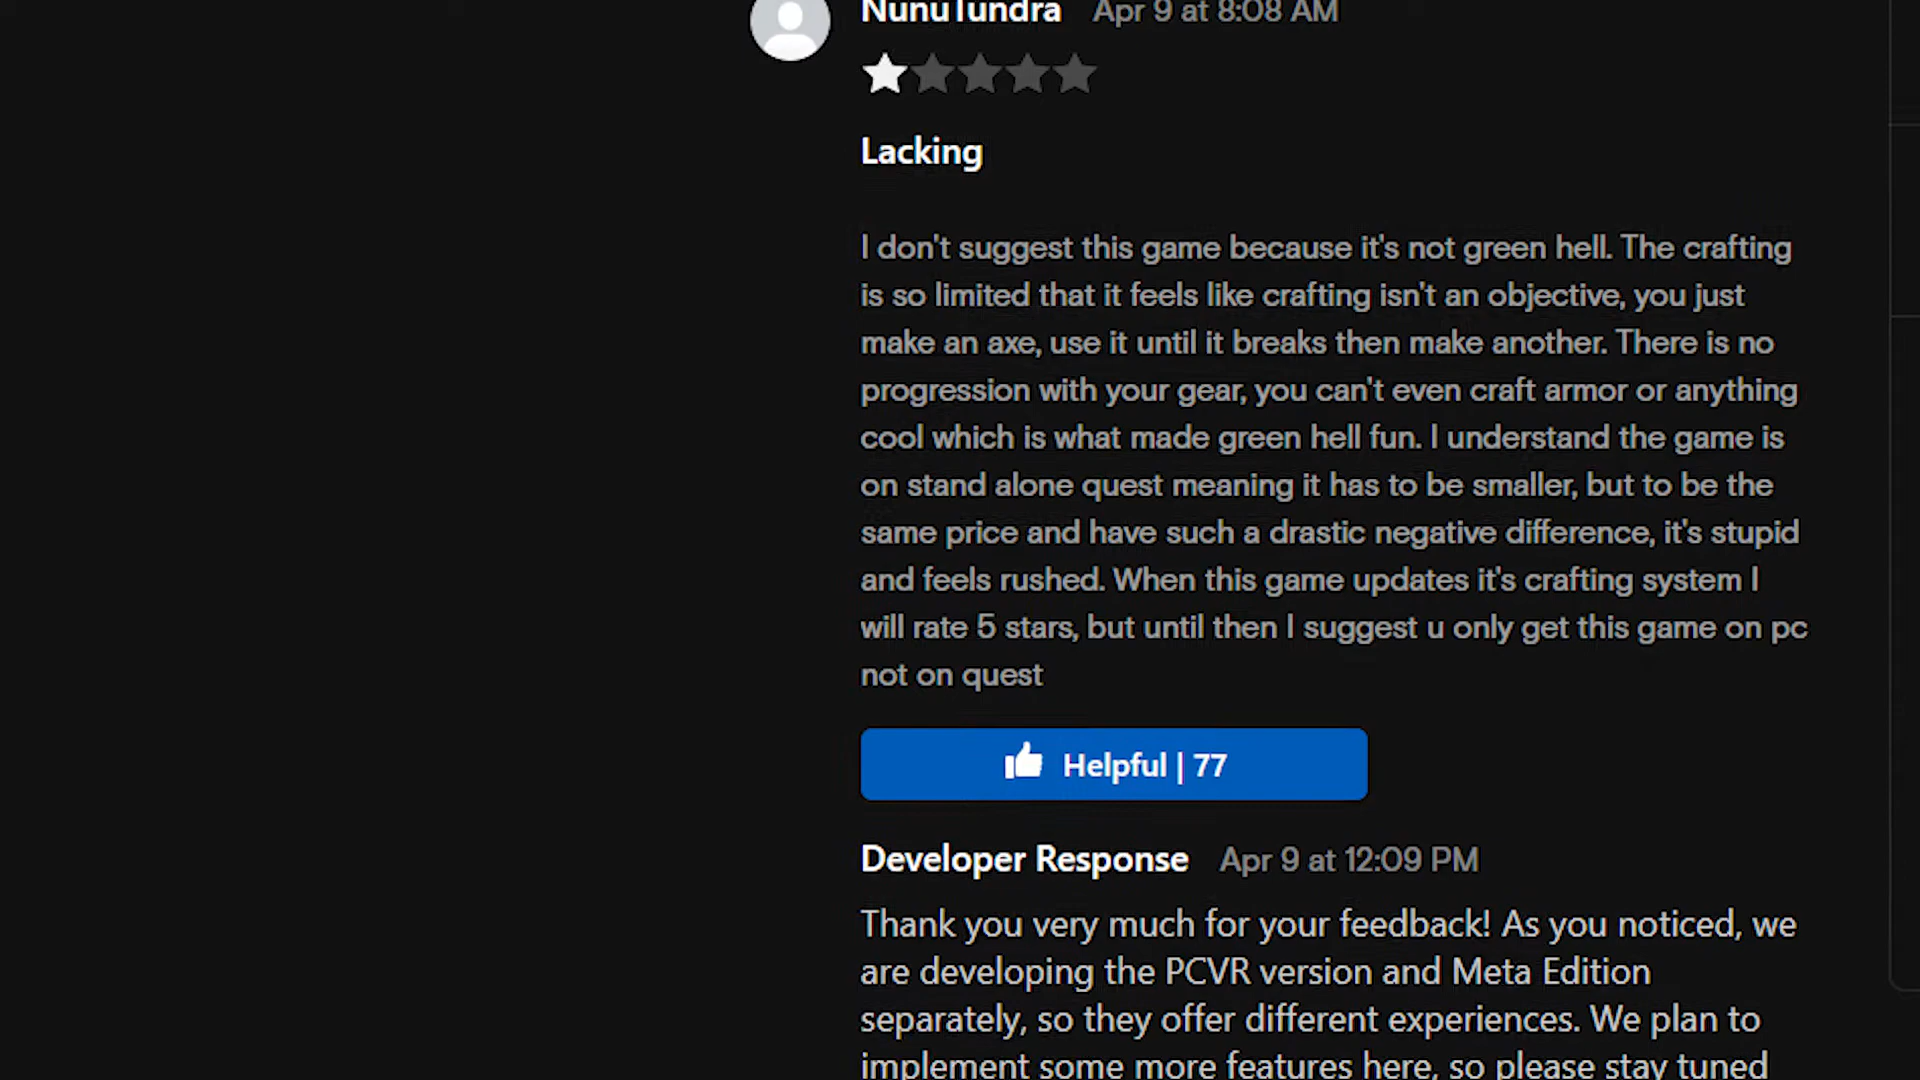 NunuTundra Apr 9 at 8:08 AM
Lacking
I don't suggest this game because it's not green hell. The crafting
is so limited that it feels like crafting isn't an objective, you just
make an axe, use it until it breaks then make another. There is no
progression with your gear, you can't even craft armor or anything
cool which is what made green hell fun. I understand the game is
on stand alone quest meaning it has to be smaller, but to be the
same price and have such a drastic negative difference, it's stupid
and feels rushed. When this game updates it's crafting system I
will rate 5 stars, but until then I suggest u only get this game on pc
not on quest
Helpful | 77
Developer Response Apr 9 at 12:09 PM
Thank you very much for your feedback! As you noticed, we
are developing the PCVR version and Meta Edition
separately, so they offer different experiences. We plan to
implement some more features here, so please stay tuned